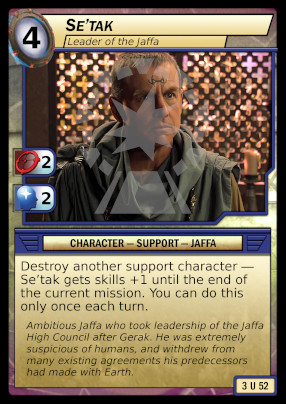 4
SE'TAK
Leader of the Jaffa
2
2
CHARACTER — SUPPORT — JAFFA
Destroy another support character —
Se'tak gets skills +1 until the end of
the current mission. You can do this
only once each turn.
Ambitious Jaffa who took leadership of the Jaffa
High Council after Gerak. He was extremely
suspicious of humans, and withdrew from
many existing agreements his predecessors
had made with Earth.
3 U 52